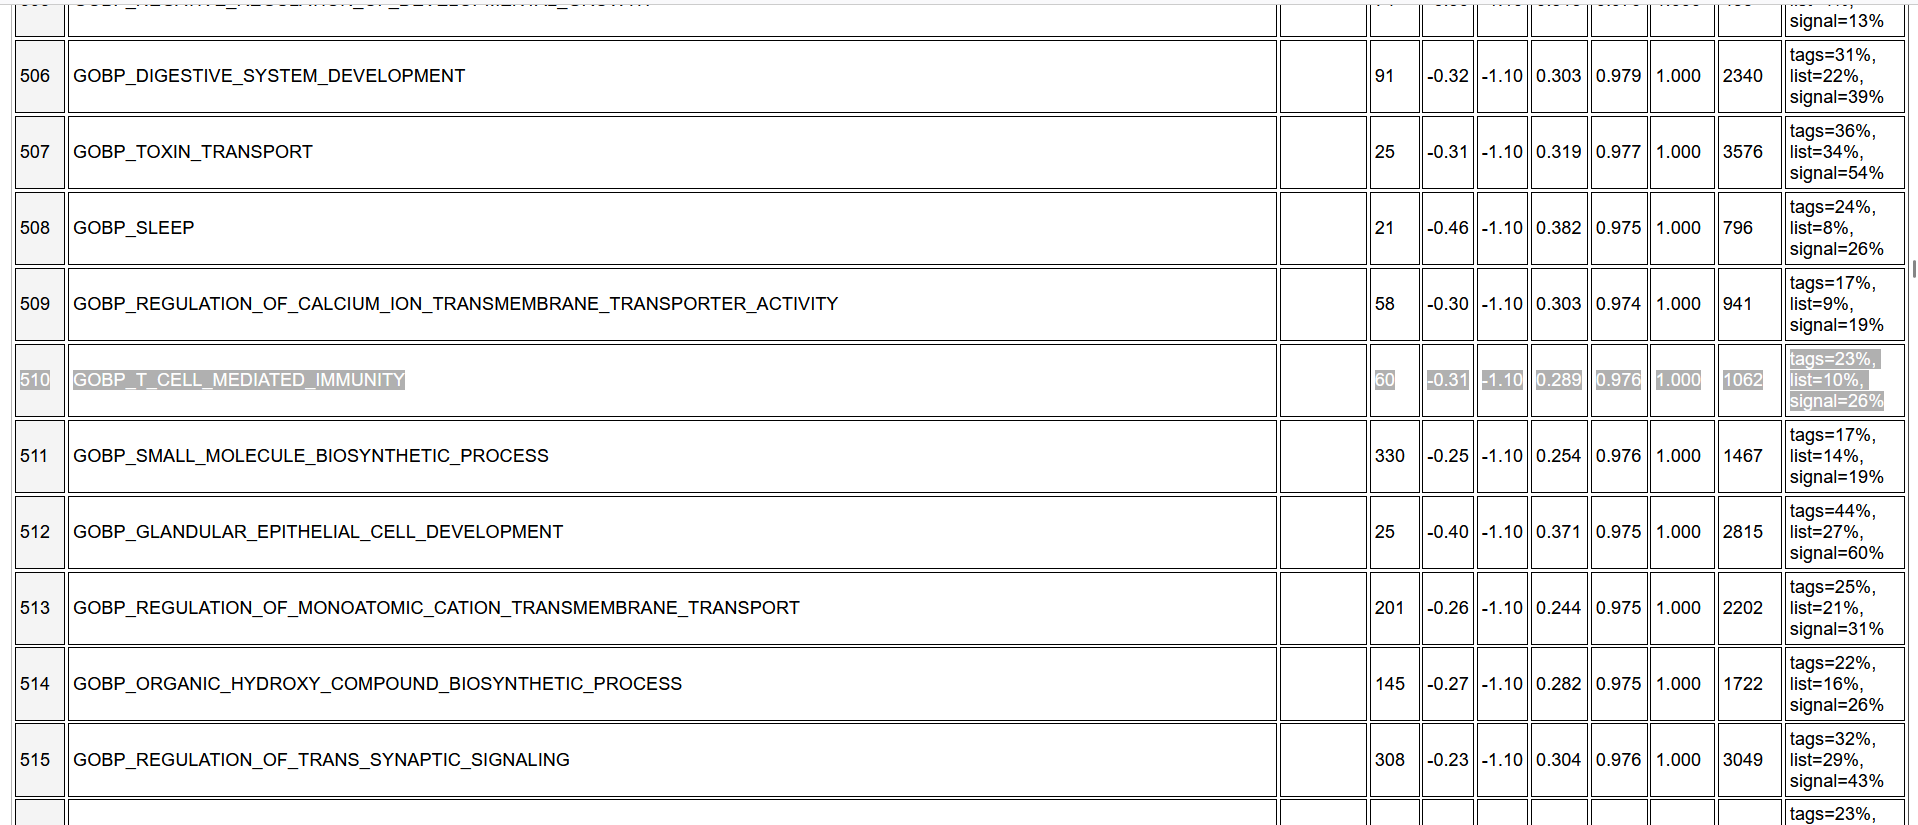 signal=13%
506 GOBP_DIGESTIVE_SYSTEM_DEVELOPMENT 91 -0.32 -1.10 0.303 0.979 1.000 2340 tags=31%,
list=22%,
signal=39%
507 GOBP_TOXIN_TRANSPORT 25 -0.31 -1.10 0.319 0.977 1.000 3576 tags=36%,
list=34%,
signal=54%
508 GOBP_SLEEP 21 -0.46 -1.10 0.382 0.975 1.000 796 tags=24%,
list=8%,
signal=26%
509 GOBP_REGULATION_OF_CALCIUM_ION_TRANSMEMBRANE_TRANSPORTER_ACTIVITY 58 -0.30 -1.10 0.303 0.974 1.000 941 tags=17%,
list=9%,
signal=19%
510 GOBP_T_CELL_MEDIATED_IMMUNITY 60 -0.31 -1.10 0.289 0.976 1.000 1062 tags=23%,
list=10%,
signal=26%
511 GOBP_SMALL_MOLECULE_BIOSYNTHETIC_PROCESS 330 -0.25 -1.10 0.254 0.976 1.000 1467 tags=17%,
list=14%,
signal=19%
512 GOBP_GLANDULAR_EPITHELIAL_CELL_DEVELOPMENT 25 -0.40 -1.10 0.371 0.975 1.000 2815 tags=44%,
list=27%,
signal=60%
513 GOBP_REGULATION_OF_MONOATOMIC_CATION_TRANSMEMBRANE_TRANSPORT 201 -0.26 -1.10 0.244 0.975 1.000 2202 tags=25%,
list=21%,
signal=31%
514 GOBP_ORGANIC_HYDROXY_COMPOUND_BIOSYNTHETIC_PROCESS 145 -0.27 -1.10 0.282 0.975 1.000 1722 tags=22%,
list=16%,
signal=26%
515 GOBP_REGULATION_OF_TRANS_SYNAPTIC_SIGNALING 308 -0.23 -1.10 0.304 0.976 1.000 3049 tags=32%,
list=29%,
signal=43%
tags=23%,